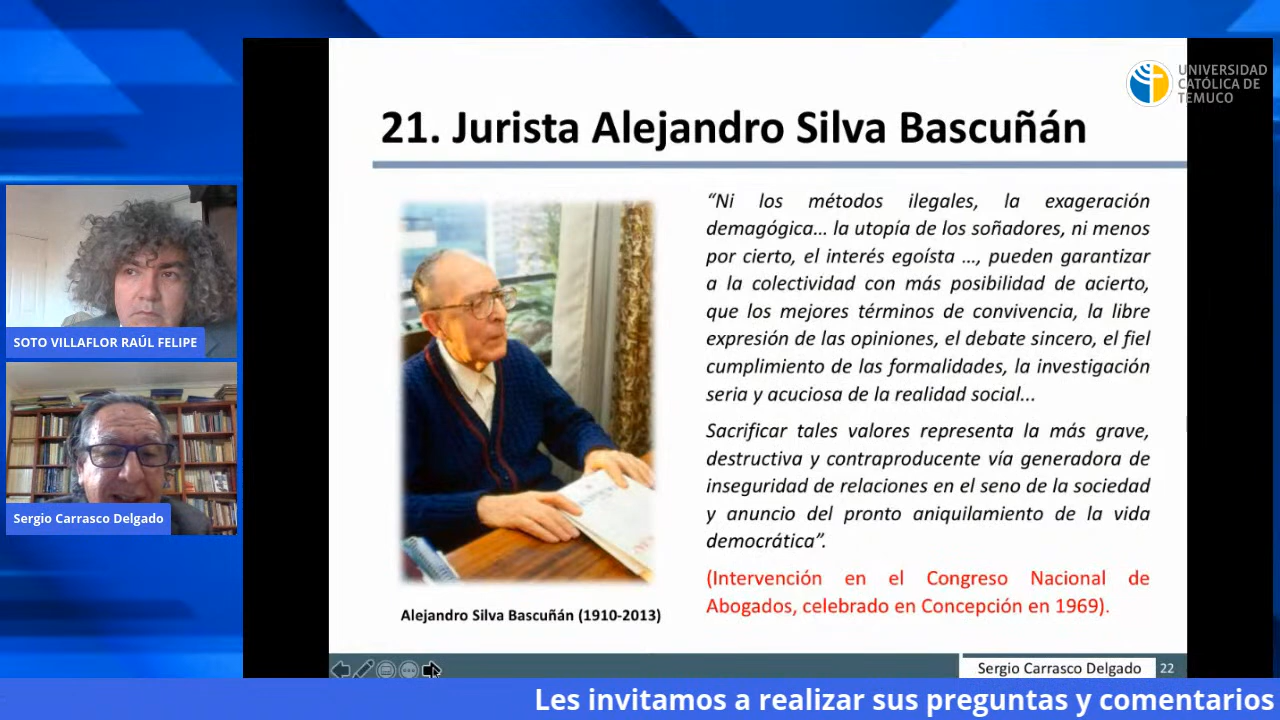 UNIVERSIDAD
CATÓLICA DE
TEMUCO
21. Jurista Alejandro Silva Bascuñán
“Ni los métodos ilegales, la exageración
demagógica... la utopía de los soñadores, ni menos
por cierto, el interés egoísta ..., pueden garantizar
a la colectividad con más posibilidad de acierto,
que los mejores términos de convivencia, la libre
expresión de las opiniones, el debate sincero, el fiel
cumplimiento de las formalidades, la investigación
seria y acuciosa de la realidad social...
Sacrificar tales valores representa la más grave,
destructiva y contraproducente vía generadora de
inseguridad de relaciones en el seno de la sociedad
y anuncio del pronto aniquilamiento de la vida
democrática”.
(Intervención en el Congreso Nacional de
Abogados, celebrado en Concepción en 1969).
Alejandro Silva Bascuñán (1910-2013)
SOTO VILLAFLOR RAÚL FELIPE
Sergio Carrasco Delgado
Sergio Carrasco Delgado
22
Les invitamos a realizar sus preguntas y comentarios